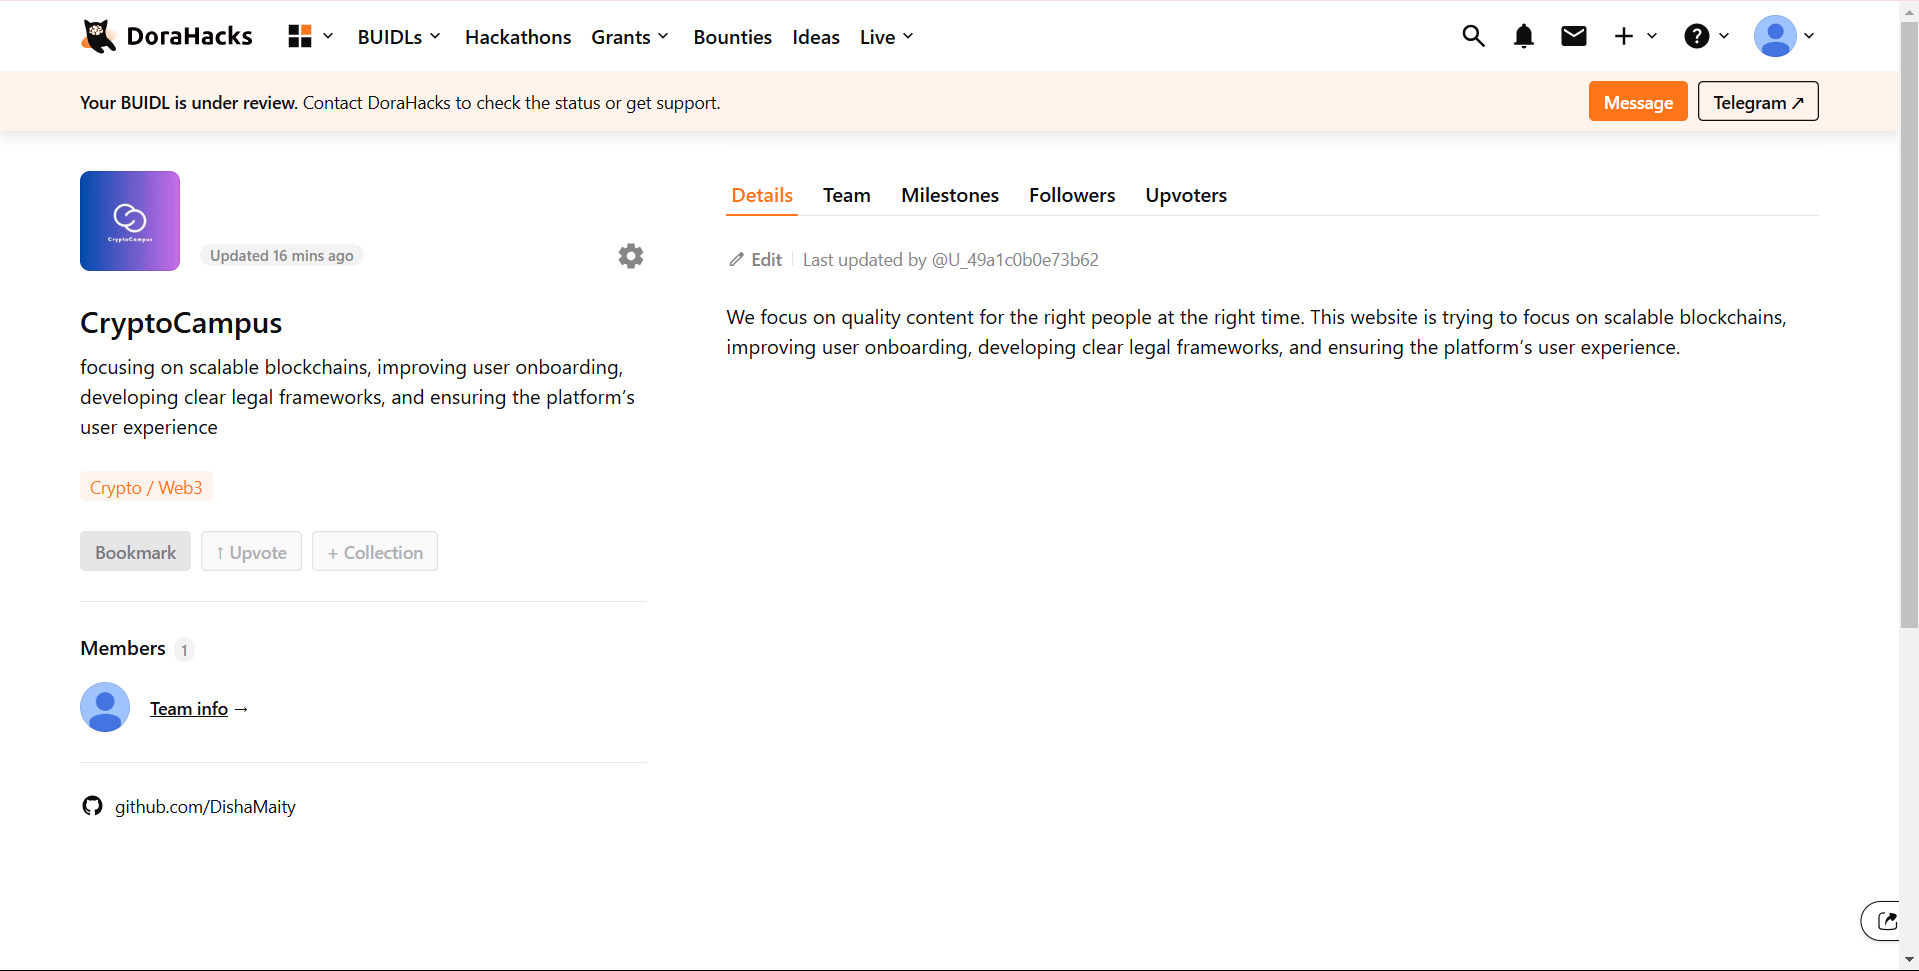 DoraHacks
BUIDLs
Hackathons
Grants
Bounties
Ideas
Live
Your BUIDL is under review. Contact DoraHacks to check the status or get support.
Message
Telegram ↗
CryptoCampus
Updated 16 mins ago
CryptoCampus
focusing on scalable blockchains, improving user onboarding,
developing clear legal frameworks, and ensuring the platform’s
user experience
Crypto / Web3
Bookmark
↑ Upvote
+ Collection
Members 1
Team info →
github.com/DishaMaity
Details
Team
Milestones
Followers
Upvoters
Edit
Last updated by @U_49a1c0b0e73b62
We focus on quality content for the right people at the right time. This website is trying to focus on scalable blockchains,
improving user onboarding, developing clear legal frameworks, and ensuring the platform’s user experience.